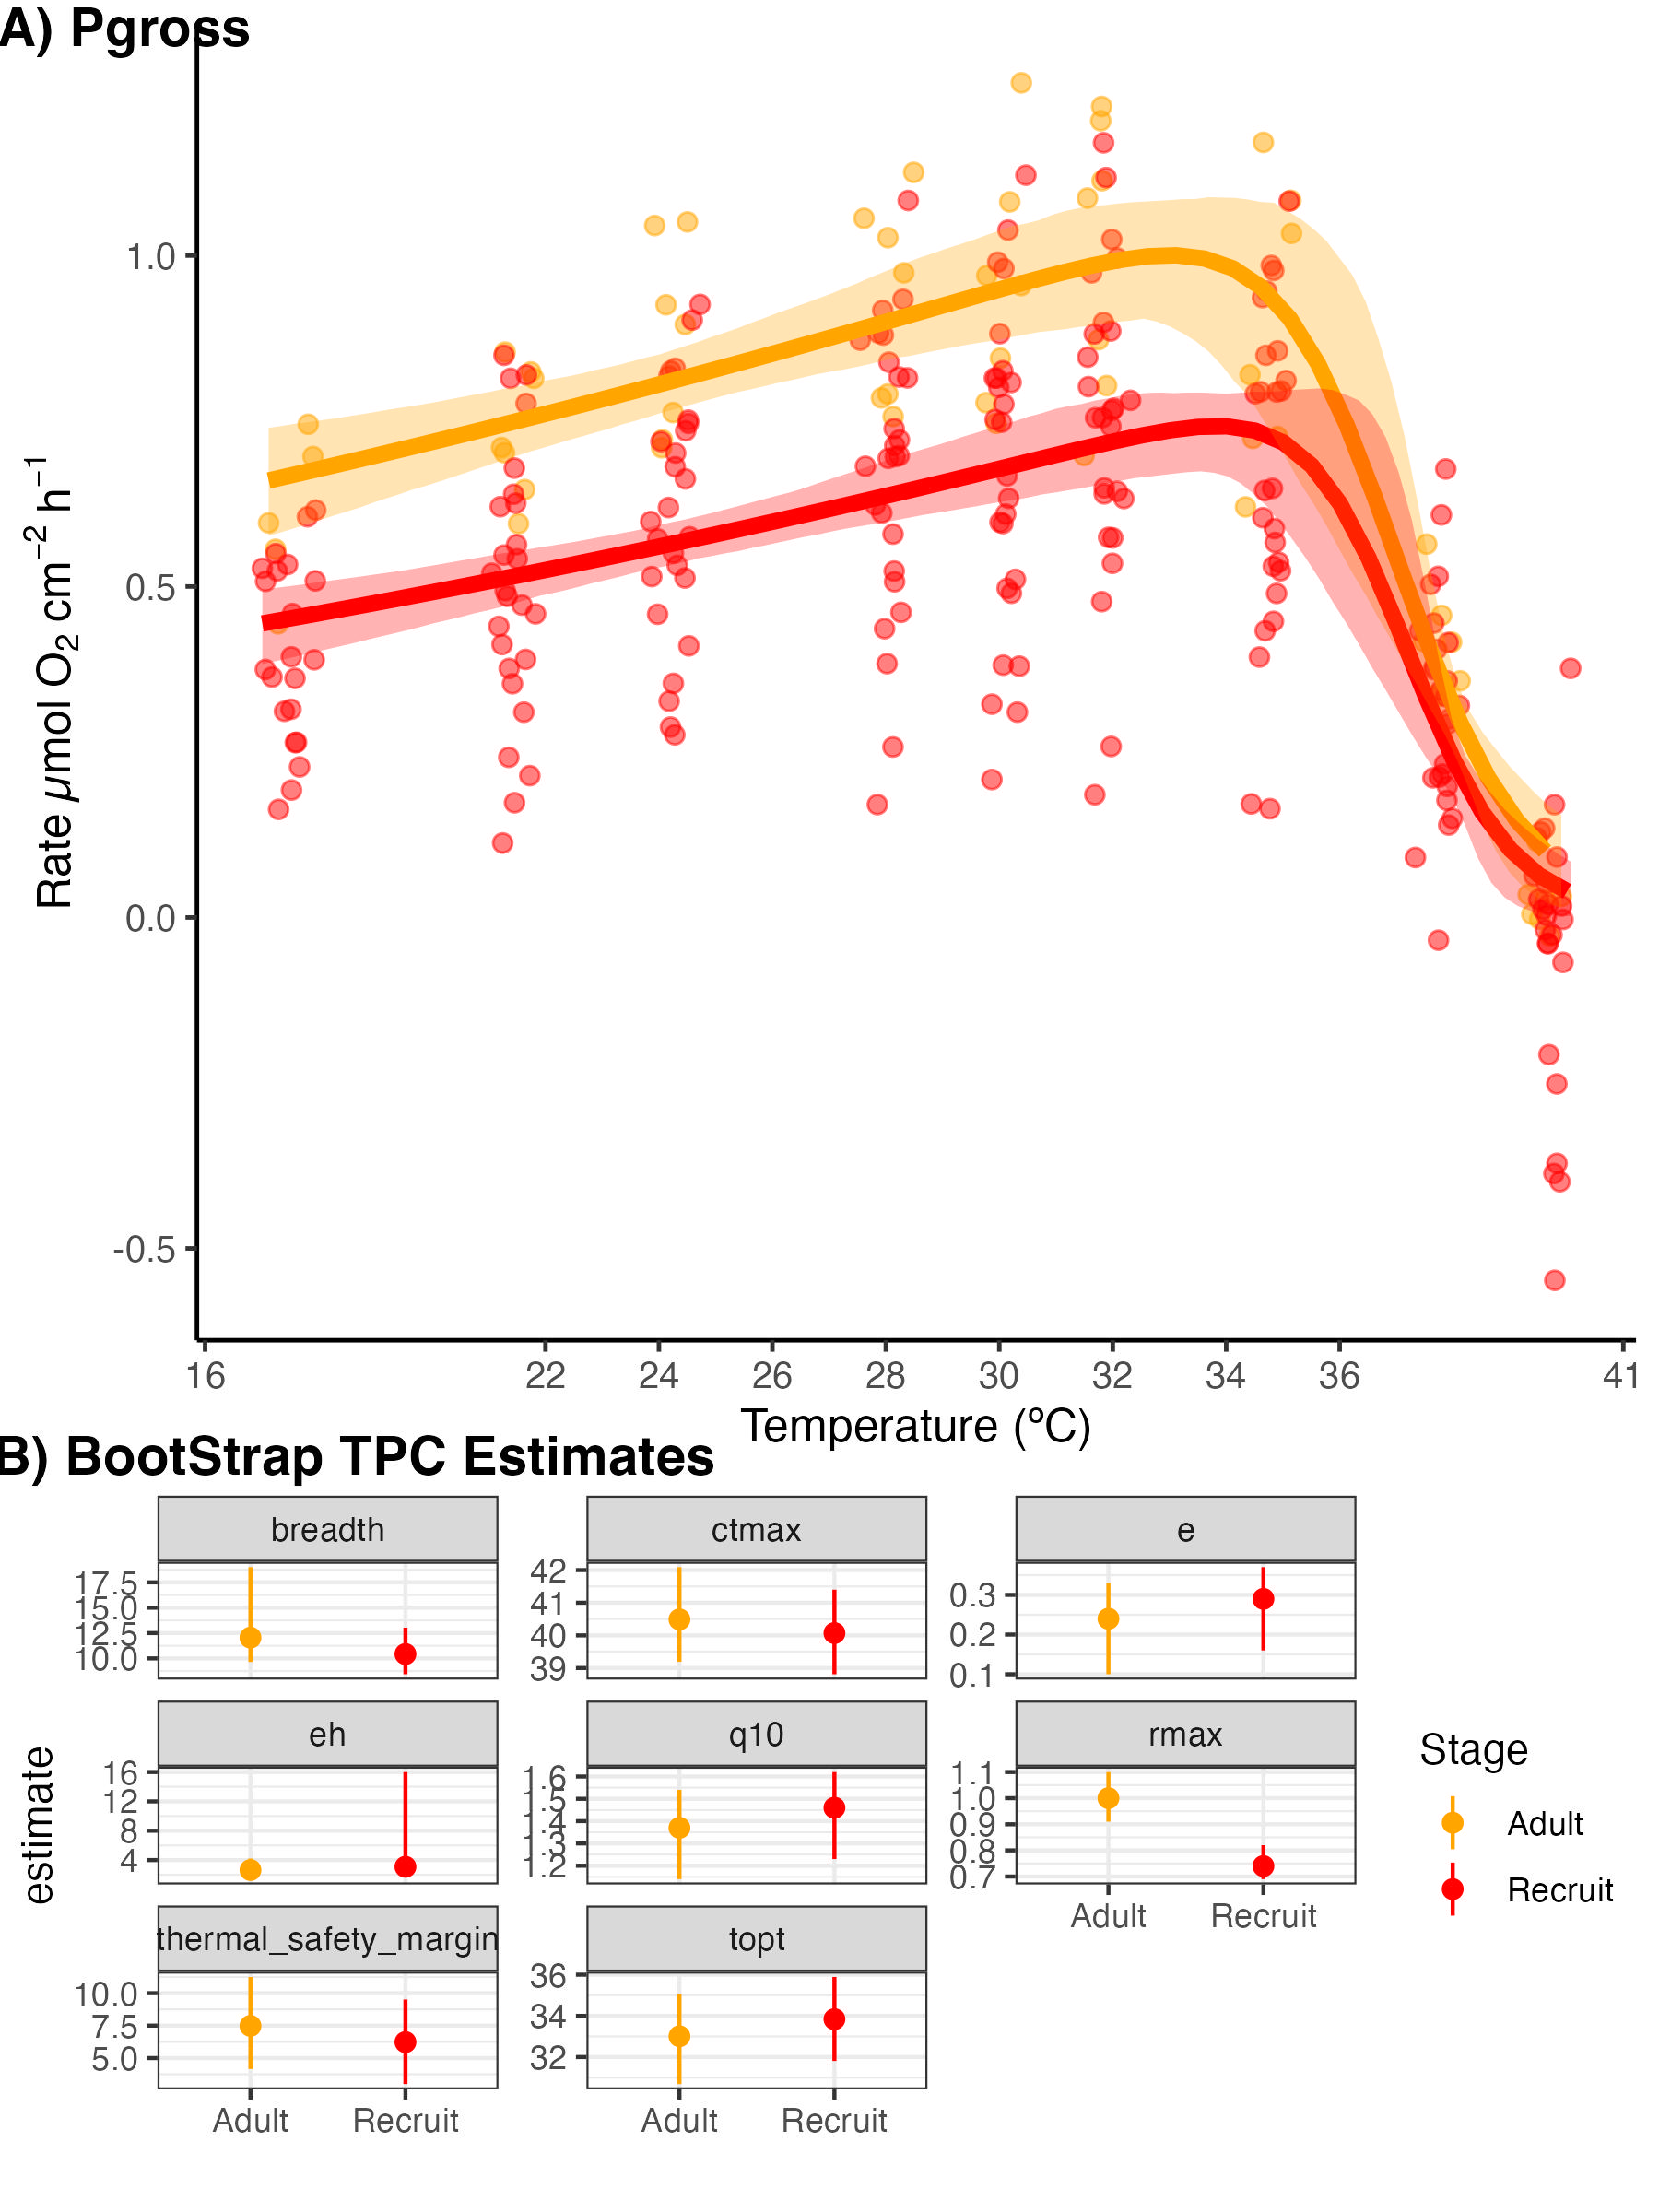 A) Pgross
1.0
0.5
0.0
-0.5
Rate µmol O₂ cm⁻² h⁻¹
16 22 24 26 28 30 32 34 36 41
Temperature (ºC)
B) BootStrap TPC Estimates
breadth ctmax e
17.5
15.0
12.5
10.0
42
41
40
39
0.3
0.2
0.1
eh q10 rmax
16
12
8
4
1.6
1.5
1.4
1.3
1.2
1.1
1.0
0.9
0.8
0.7
Adult Recruit
thermal_safety_margin topt
10.0
7.5
5.0
36
34
32
Adult Recruit Adult Recruit
estimate
Stage
Adult
Recruit